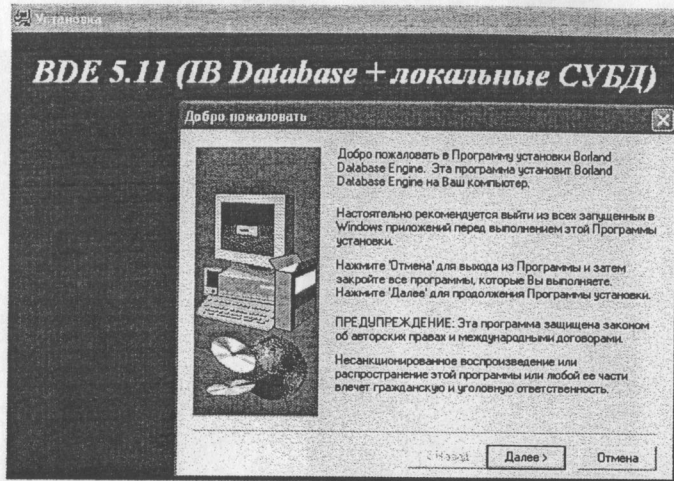 Установка
BDE 5.11 (IB Database + локальные СУБД)
Добро пожаловать
Добро пожаловать в Программу установки Borland
Database Engine. Эта программа установит Borland
Database Engine на Ваш компьютер.
Настоятельно рекомендуется выйти из всех запущенных в
Windows приложений перед выполнением этой Программы
установки.
Нажмите 'Отмена' для выхода из Программы и затем
закройте все программы, которые Вы выполняете.
Нажмите 'Далее' для продолжения Программы установки.
ПРЕДУПРЕЖДЕНИЕ: Эта программа защищена законом
об авторских правах и международными договорами.
Несанкционированное воспроизведение или
распространение этой программы или любой ее части
влечет гражданскую и уголовную ответственность.
< Назад Далее > Отмена